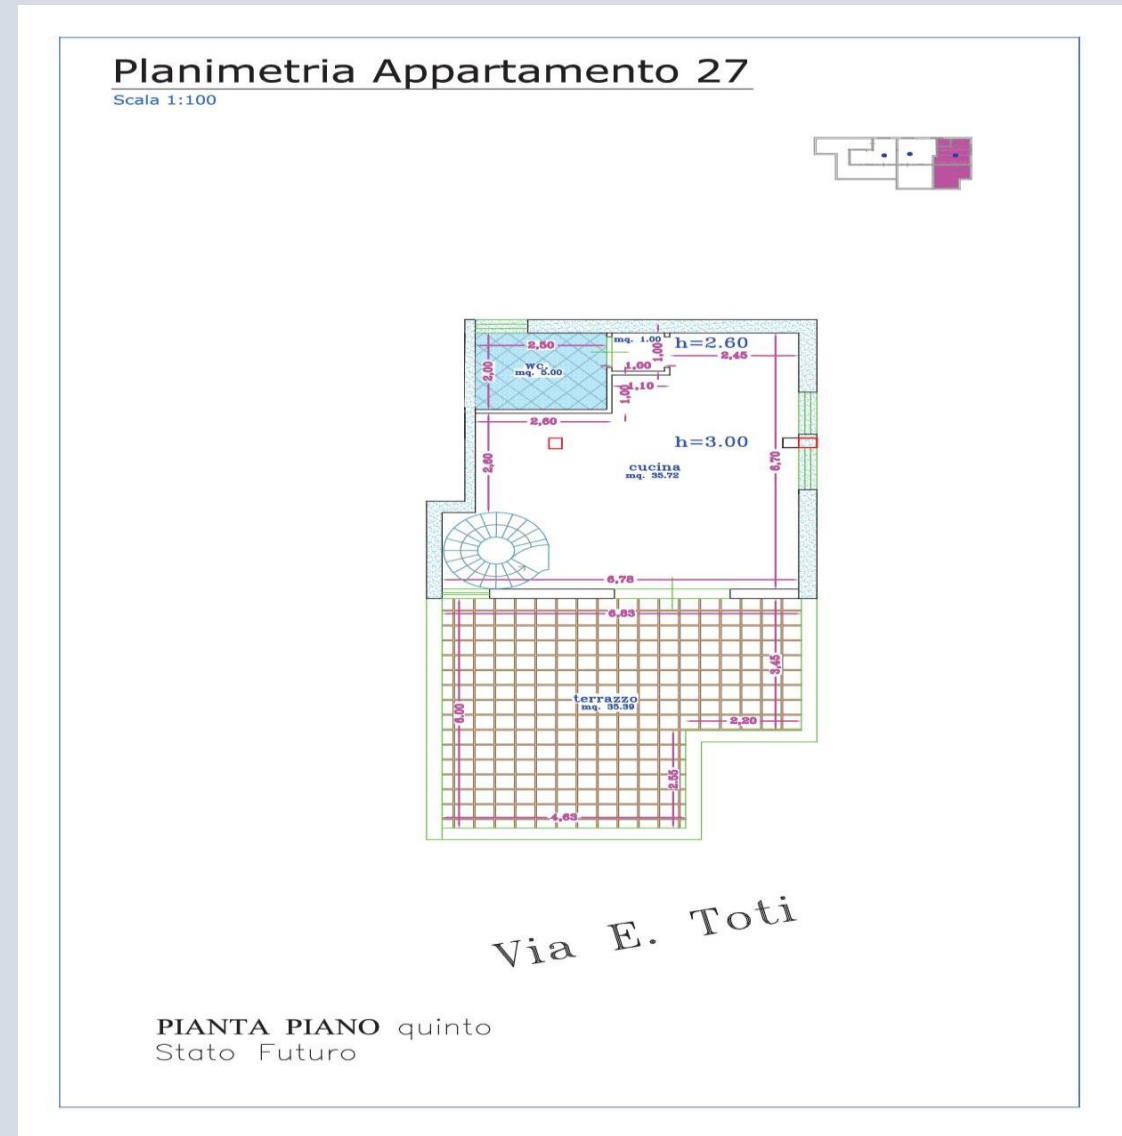 Planimetria Appartamento 27
Scala 1:100
mq. 1.00
h=2.60
2,50
1,00
2,45
2,00
WC.
mq. 5.00
1,00
1,00
1,10
2,60
h=3.00
2,80
cucina
mq. 35.72
6,70
6,78
6,83
3,45
terrazzo
mq. 35.39
6.00
2,20
2.55
4,63
Via E. Toti
PIANTA PIANO quinto
Stato Futuro